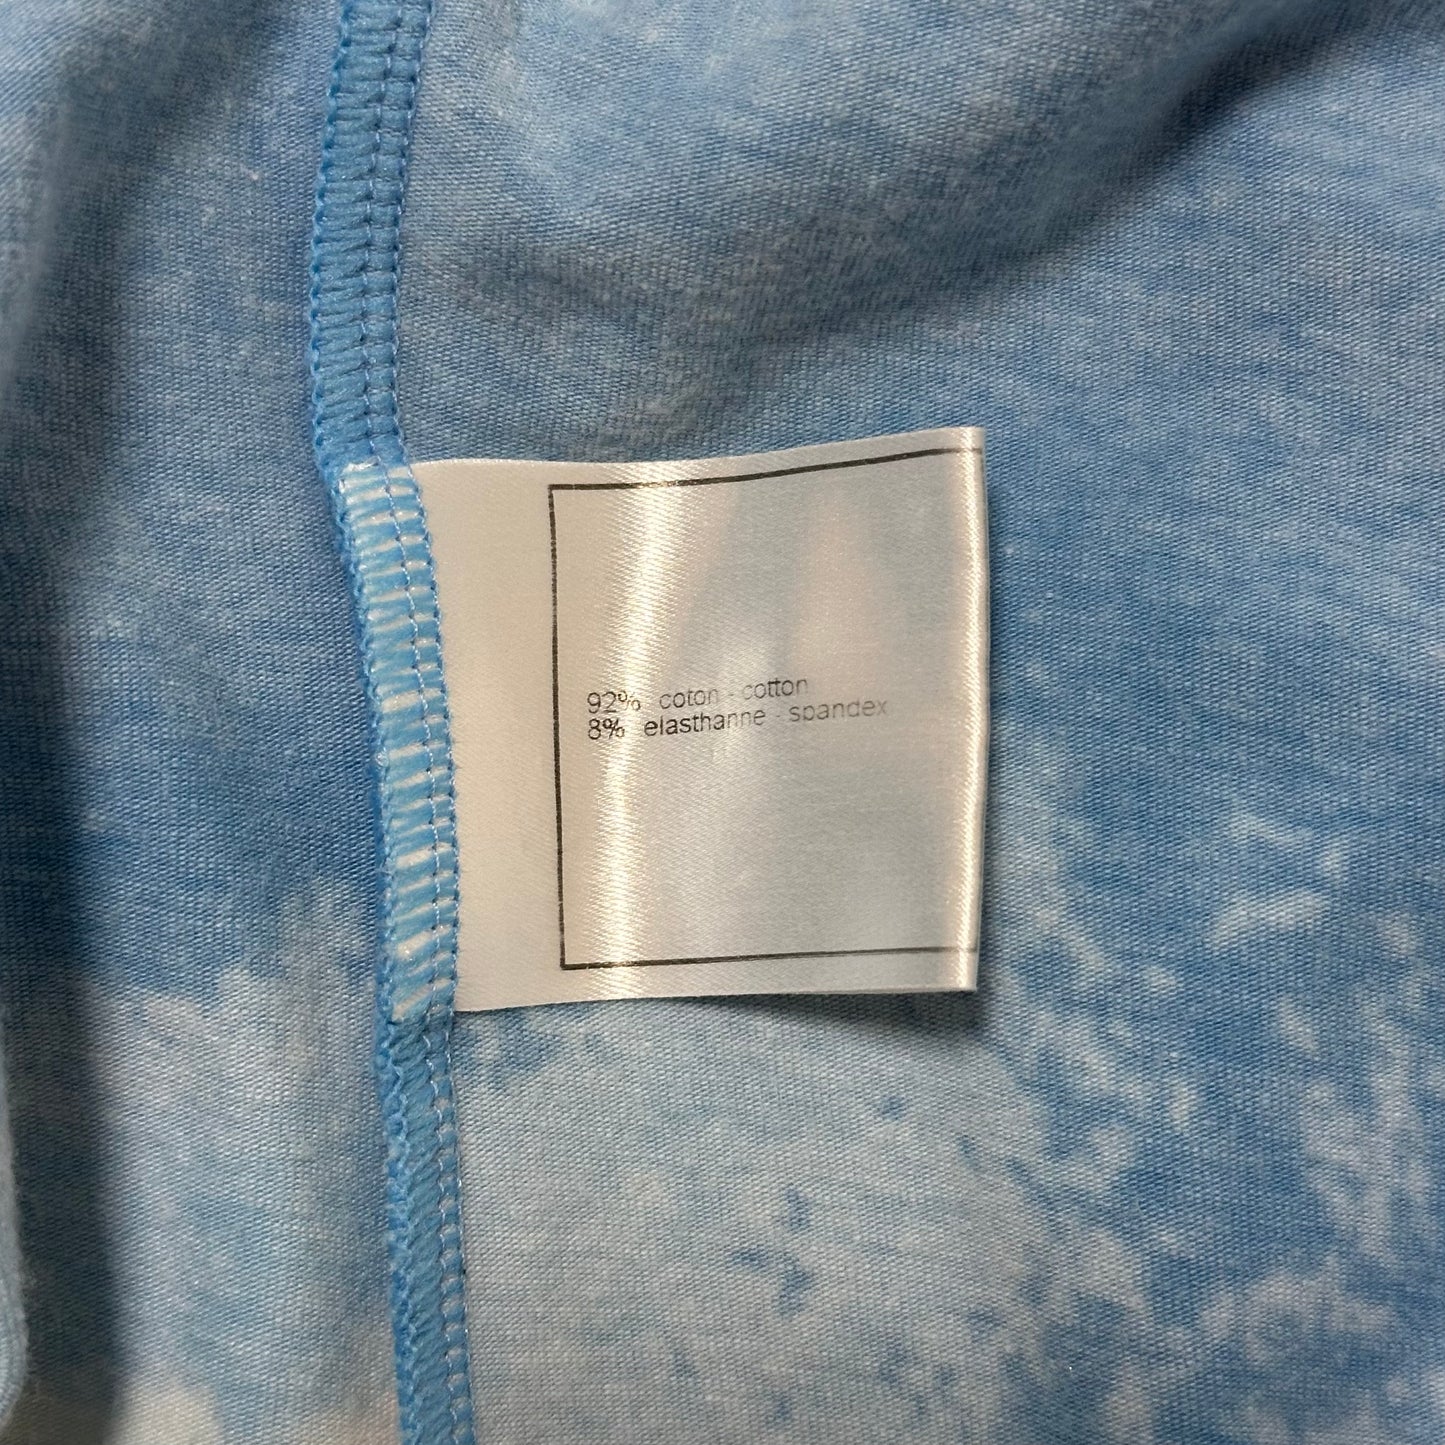 92% coton - cotton
8% elasthanne - spandex